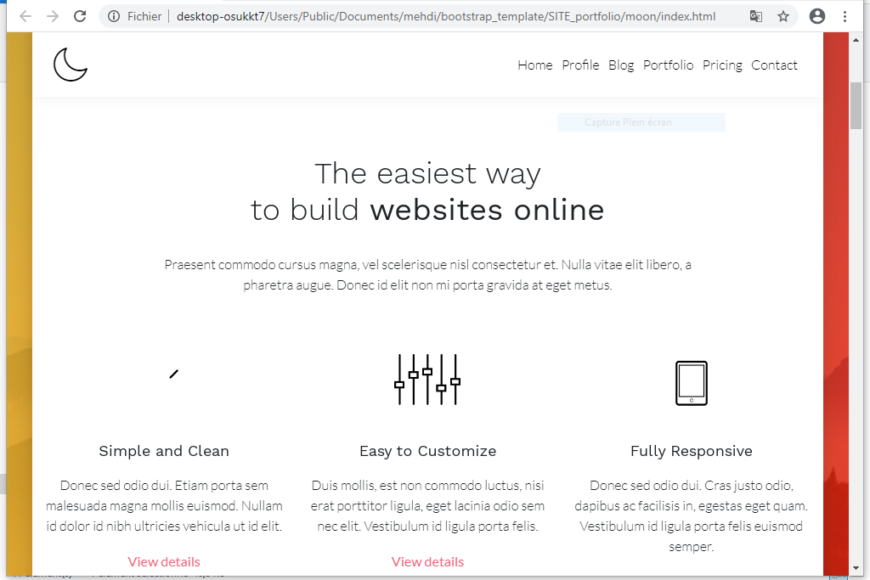 Fichier desktop-osukkt7/Users/Public/Documents/mehdi/bootstrap_template/SITE_portfolio/moon/index.html
Home Profile Blog Portfolio Pricing Contact
Capture Plein écran
The easiest way
to build websites online
Praesent commodo cursus magna, vel scelerisque nisl consectetur et. Nulla vitae elit libero, a
pharetra augue. Donec id elit non mi porta gravida at eget metus.
Simple and Clean
Donec sed odio dui. Etiam porta sem
malesuada magna mollis euismod. Nullam
id dolor id nibh ultricies vehicula ut id elit.
View details
Easy to Customize
Duis mollis, est non commodo luctus, nisi
erat porttitor ligula, eget lacinia odio sem
nec elit. Vestibulum id ligula porta felis.
View details
Fully Responsive
Donec sed odio dui. Cras justo odio,
dapibus ac facilisis in, egestas eget quam.
Vestibulum id ligula porta felis euismod
semper.